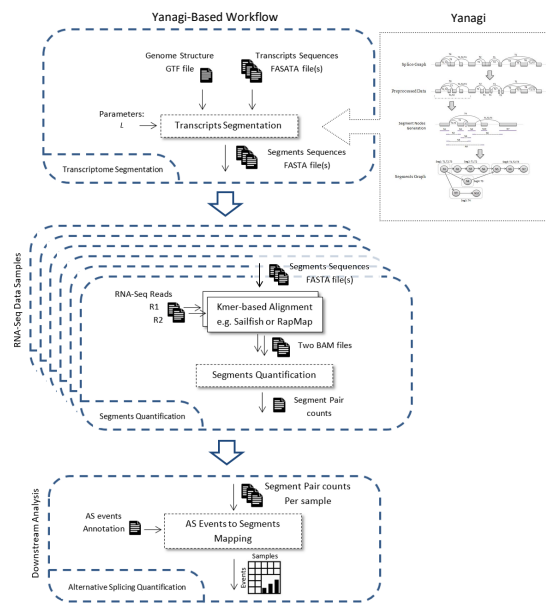 Yanagi-Based Workflow
Yanagi
Genome Structure
GTF file
Transcripts Sequences
FASATA file(s)
Parameters:
L
Transcripts Segmentation
Segments Sequences
FASTA file(s)
Transcriptome Segmentation
Splice Graph
Preprocessed Data
Segment Nodes
Generation
Segments Graph
RNA-Seq Data Samples
Segments Sequences
FASTA file(s)
RNA-Seq Reads
R1
R2
Kmer-based Alignment
e.g. Sailfish or RapMap
Two BAM files
Segments Quantification
Segment Pair
counts
Segments Quantification
Downstream Analysis
Segment Pair counts
Per sample
AS events
Annotation
AS Events to Segments
Mapping
Samples
Events
Alternative Splicing Quantification